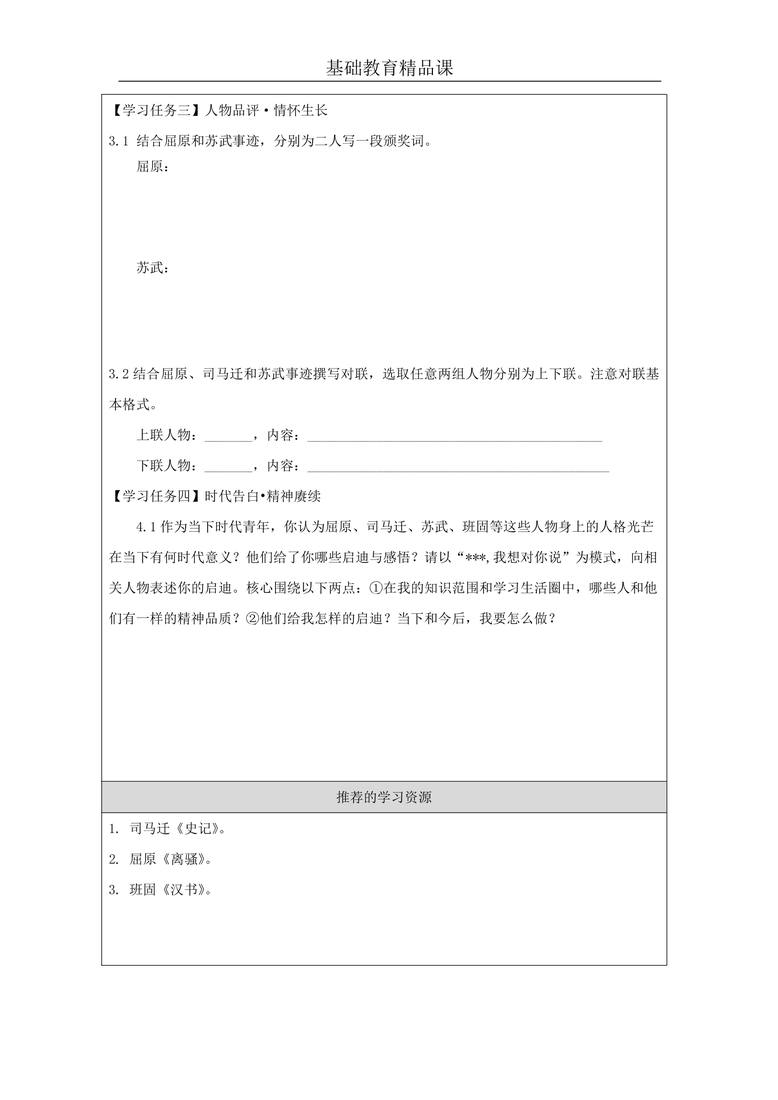 基础教育精品课
【学习任务三】人物品评·情怀生长
3.1 结合屈原和苏武事迹，分别为二人写一段颁奖词。
屈原：
苏武：
3.2 结合屈原、司马迁和苏武事迹撰写对联，选取任意两组人物分别为上下联。注意对联基
本格式。
上联人物：_______，内容：___________________________________________
下联人物：_______，内容：____________________________________________
【学习任务四】时代告白•精神赓续
4.1 作为当下时代青年，你认为屈原、司马迁、苏武、班固等这些人物身上的人格光芒
在当下有何时代意义？他们给了你哪些启迪与感悟？请以“***,我想对你说”为模式，向相
关人物表述你的启迪。核心围绕以下两点：①在我的知识范围和学习生活圈中，哪些人和他
们有一样的精神品质？②他们给我怎样的启迪？当下和今后，我要怎么做？
推荐的学习资源
1. 司马迁《史记》。
2. 屈原《离骚》。
3. 班固《汉书》。